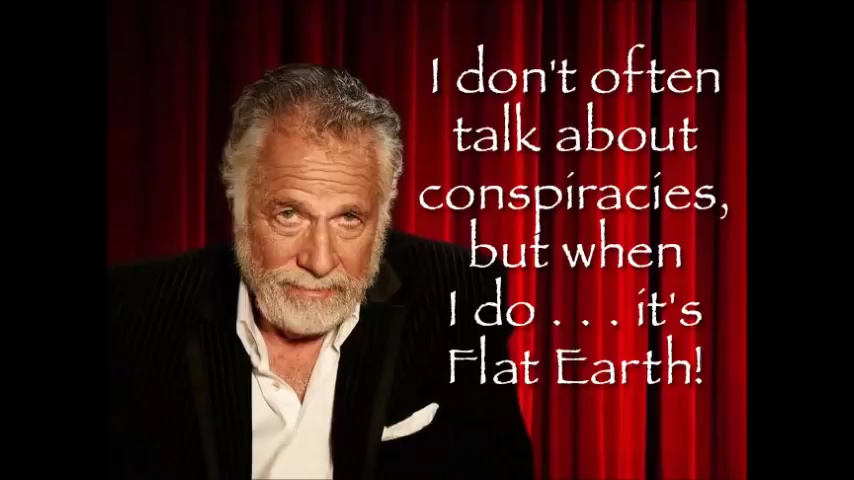 I don't often
talk about
conspiracies,
but when
I do . . . it's
Flat Earth!